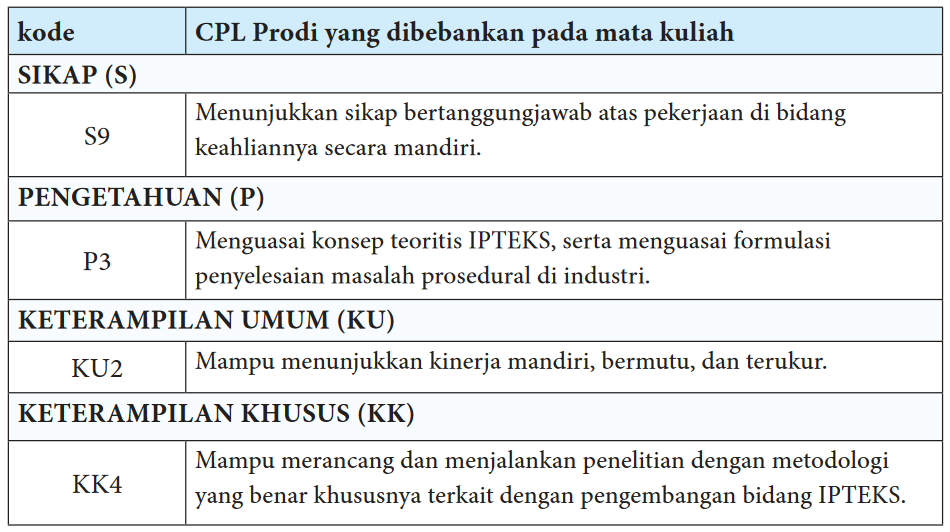 kode CPL Prodi yang dibebankan pada mata kuliah
SIKAP (S)
S9
Menunjukkan sikap bertanggungjawab atas pekerjaan di bidang
keahliannya secara mandiri.
PENGETAHUAN (P)
P3
Menguasai konsep teoritis IPTEKS, serta menguasai formulasi
penyelesaian masalah prosedural di industri.
KETERAMPILAN UMUM (KU)
KU2
Mampu menunjukkan kinerja mandiri, bermutu, dan terukur.
KETERAMPILAN KHUSUS (KK)
KK4
Mampu merancang dan menjalankan penelitian dengan metodologi
yang benar khususnya terkait dengan pengembangan bidang IPTEKS.